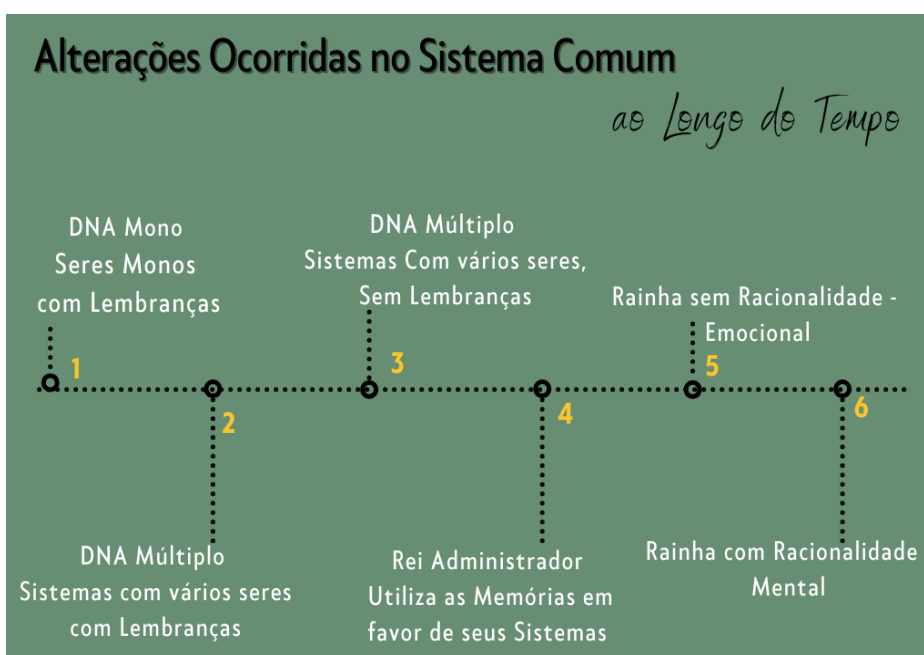 Alterações Ocorridas no Sistema Comum
ao Longo do Tempo
DNA Mono
Seres Monos
com Lembranças
1
DNA Múltiplo
Sistemas com vários seres
com Lembranças
2
DNA Múltiplo
Sistemas Com vários seres,
Sem Lembranças
3
Rei Administrador
Utiliza as Memórias em
favor de seus Sistemas
4
Rainha sem Racionalidade -
Emocional
5
Rainha com Racionalidade
Mental
6